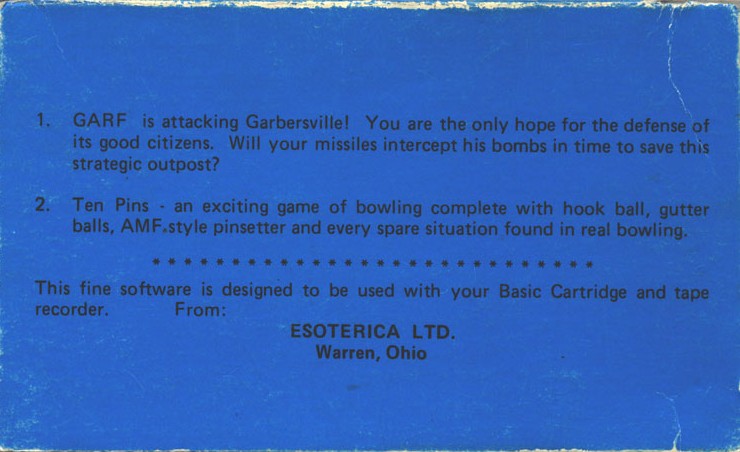 1. GARF is attacking Garbersville! You are the only hope for the defense of
its good citizens. Will your missiles intercept his bombs in time to save this
strategic outpost?
2. Ten Pins - an exciting game of bowling complete with hook ball, gutter
balls, AMF style pinsetter and every spare situation found in real bowling.
* * * * * * * * * * * * * * * * * * * * * * * * * * * *
This fine software is designed to be used with your Basic Cartridge and tape
recorder. From:
ESOTERICA LTD.
Warren, Ohio